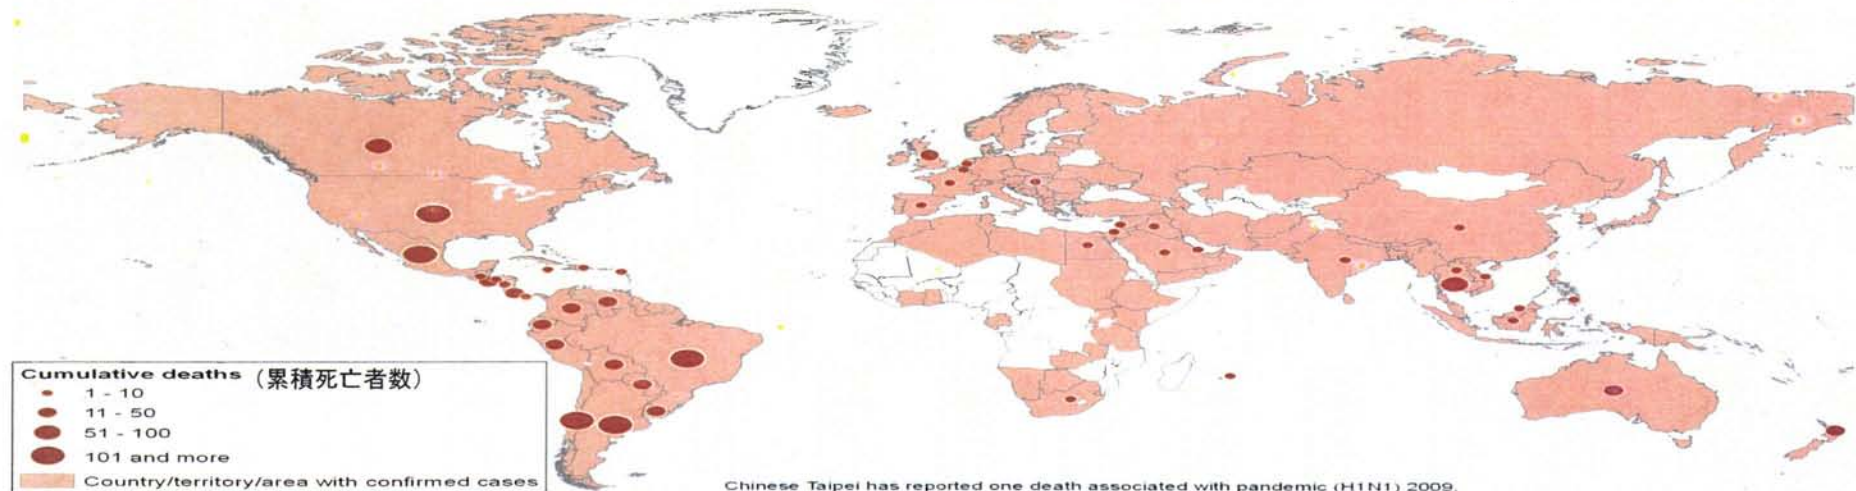 Cumulative deaths (累積死亡者数)
1 - 10
11 - 50
51 - 100
101 and more
Country/territory/area with confirmed cases
Chinese Taipei has reported one death associated with pandemic (H1N1) 2009.